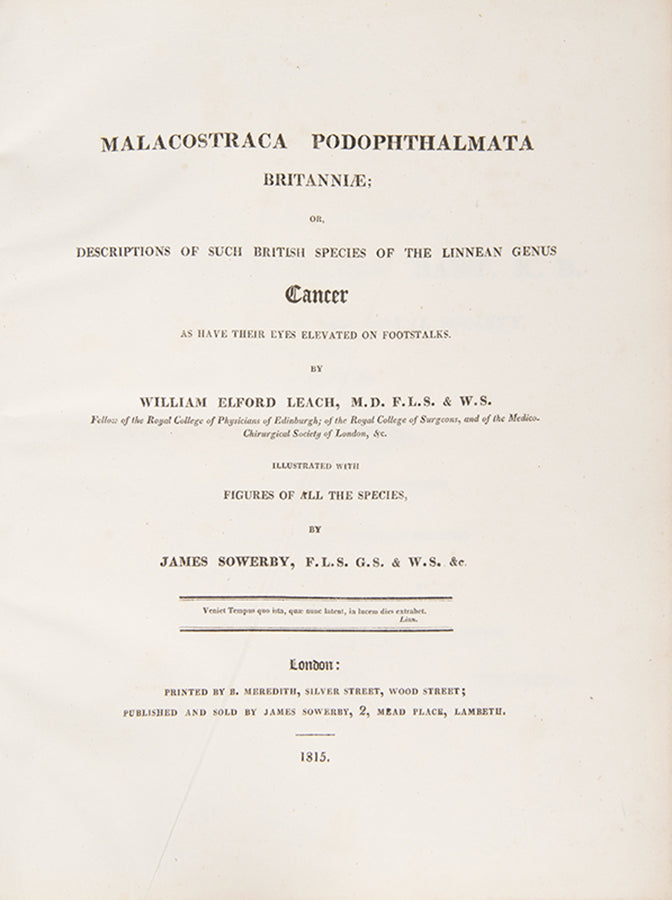 MALACOSTRACA PODOPHTHALMATA
BRITANNIÆ;
OR,
DESCRIPTIONS OF SUCH BRITISH SPECIES OF THE LINNEAN GENUS
Cancer
AS HAVE THEIR EYES ELEVATED ON FOOTSTALKS.
BY
WILLIAM ELFORD LEACH, M.D. F.L.S. & W.S.
Fellow of the Royal College of Physicians of Edinburgh; of the Royal College of Surgeons, and of the Medico-
Chirurgical Society of London, &c.
ILLUSTRATED WITH
FIGURES OF ALL THE SPECIES,
BY
JAMES SOWERBY, F.L.S. G.S. & W.S. &c.
Veniet Tempus quo ista, quæ nunc latent, in lucem dies extrahet.
Linn.
London:
PRINTED BY B. MEREDITH, SILVER STREET, WOOD STREET;
PUBLISHED AND SOLD BY JAMES SOWERBY, 2, MEAD PLACE, LAMBETH.
1815.